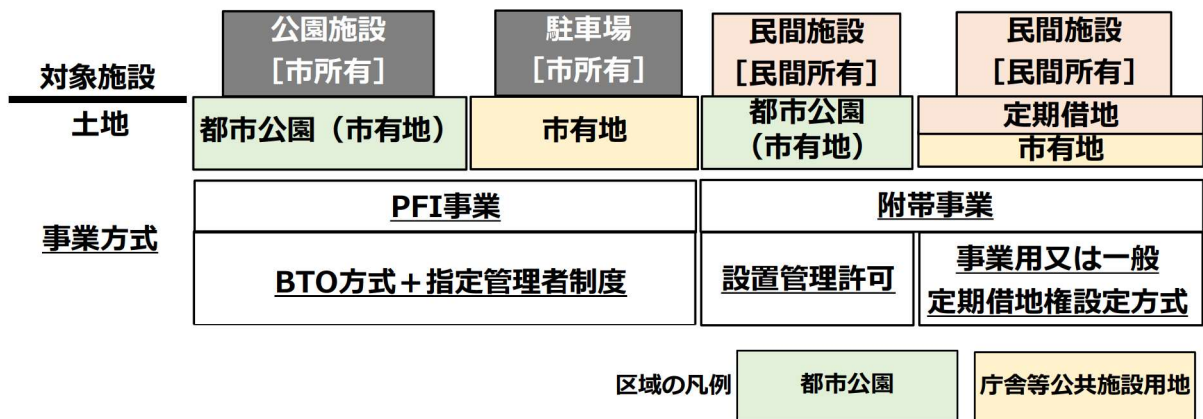 対象施設
公園施設
［市所有］
駐車場
［市所有］
民間施設
［民間所有］
民間施設
［民間所有］
土地
都市公園（市有地）
市有地
都市公園
（市有地）
定期借地
市有地
事業方式
PFI事業
附帯事業
BTO方式＋指定管理者制度
設置管理許可
事業用又は一般
定期借地権設定方式
区域の凡例
都市公園
庁舎等公共施設用地